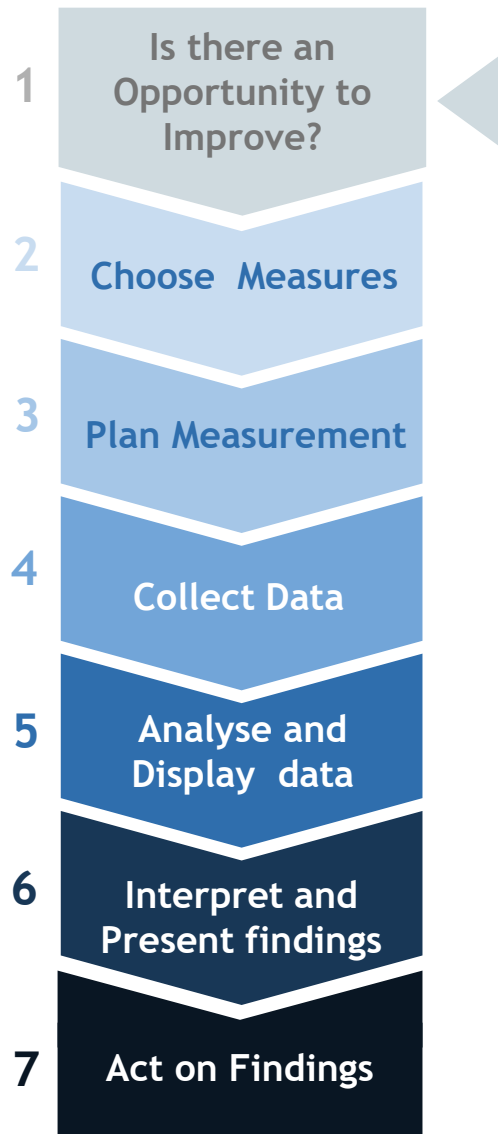 1
Is there an
Opportunity to
Improve?
2
Choose Measures
3
Plan Measurement
4
Collect Data
5
Analyse and
Display data
6
Interpret and
Present findings
7
Act on Findings